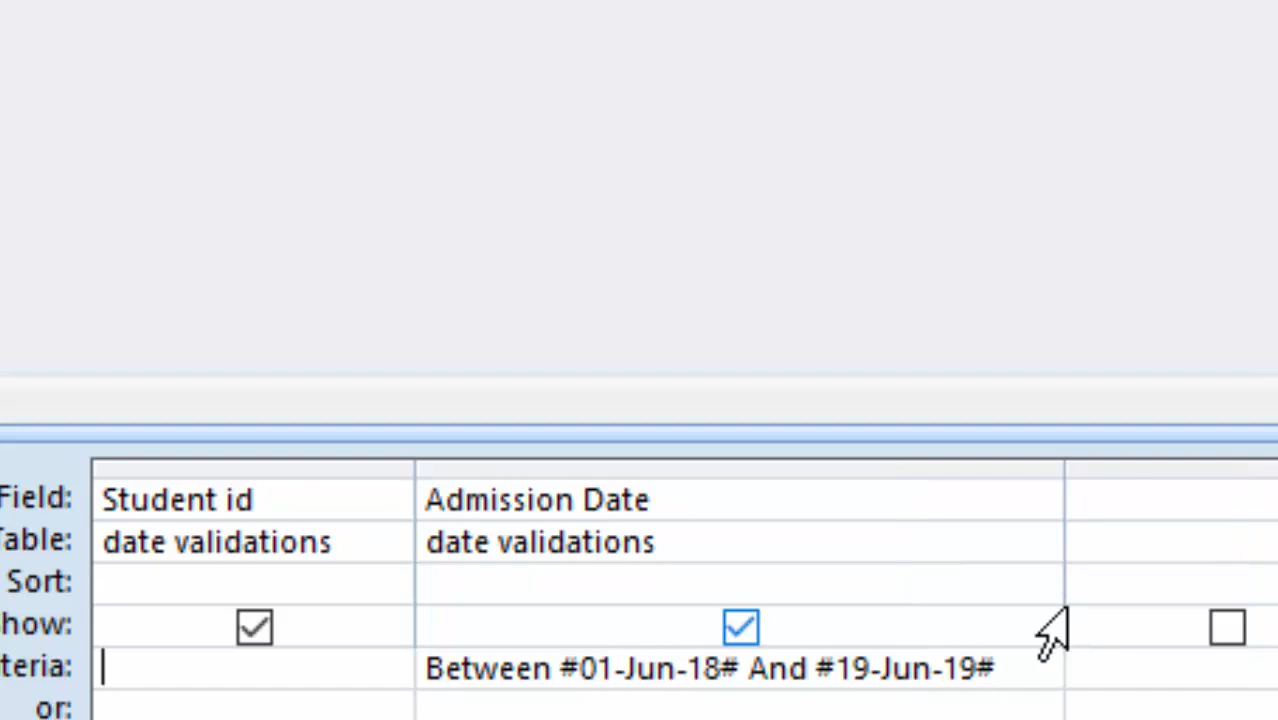 Field: Student id Admission Date
Table: date validations date validations
Sort:
how:
teria: Between #01-Jun-18# And #19-Jun-19#
or: